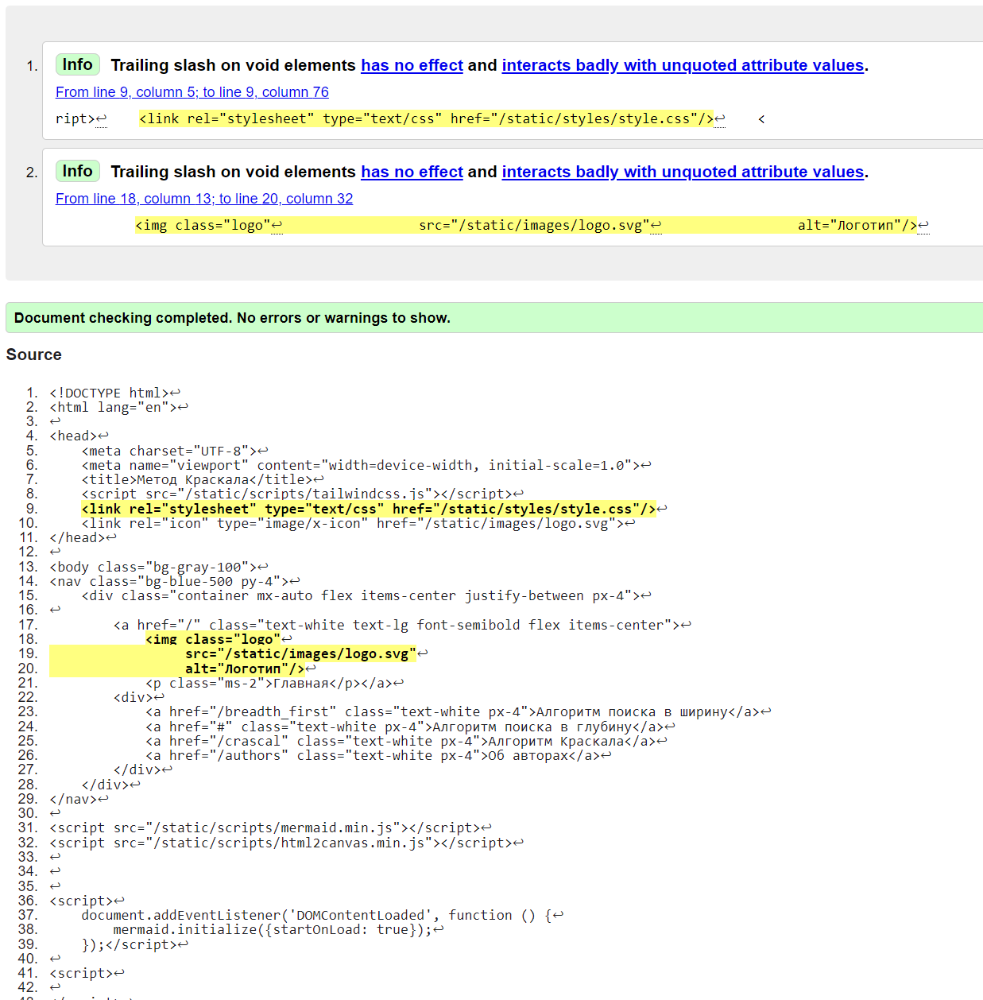 1. Info Trailing slash on void elements has no effect and interacts badly with unquoted attribute values.
From line 9, column 5; to line 9, column 76
ript>↩    <link rel="stylesheet" type="text/css" href="/static/styles/style.css"/>↩    <
2. Info Trailing slash on void elements has no effect and interacts badly with unquoted attribute values.
From line 18, column 13; to line 20, column 32
<img class="logo"↩                 src="/static/images/logo.svg"↩                 alt="Логотип"/>↩
Document checking completed. No errors or warnings to show.
Source
1. <!DOCTYPE html>↩
2. <html lang="en">↩
3. ↩
4. <head>↩
5.     <meta charset="UTF-8">↩
6.     <meta name="viewport" content="width=device-width, initial-scale=1.0">↩
7.     <title>Метод Краскала</title>↩
8.     <script src="/static/scripts/tailwindcss.js"></script>↩
9.     <link rel="stylesheet" type="text/css" href="/static/styles/style.css"/>↩
10.     <link rel="icon" type="image/x-icon" href="/static/images/logo.svg">↩
11. </head>↩
12. ↩
13. <body class="bg-gray-100">↩
14. <nav class="bg-blue-500 py-4">↩
15.     <div class="container mx-auto flex items-center justify-between px-4">↩
16. ↩
17.         <a href="/" class="text-white text-lg font-semibold flex items-center">↩
18.             <img class="logo"↩
19.                  src="/static/images/logo.svg"↩
20.                  alt="Логотип"/>↩
21.             <p class="ms-2">Главная</p></a>↩
22.         <div>↩
23.             <a href="/breadth_first" class="text-white px-4">Алгоритм поиска в ширину</a>↩
24.             <a href="#" class="text-white px-4">Алгоритм поиска в глубину</a>↩
25.             <a href="/crascal" class="text-white px-4">Алгоритм Краскала</a>↩
26.             <a href="/authors" class="text-white px-4">Об авторах</a>↩
27.         </div>↩
28.     </div>↩
29. </nav>↩
30. ↩
31. <script src="/static/scripts/mermaid.min.js"></script>↩
32. <script src="/static/scripts/html2canvas.min.js"></script>↩
33. ↩
34. ↩
35. ↩
36. <script>↩
37.     document.addEventListener('DOMContentLoaded', function () {↩
38.         mermaid.initialize({startOnLoad: true});↩
39.     });</script>↩
40. ↩
41. <script>↩
42. ↩